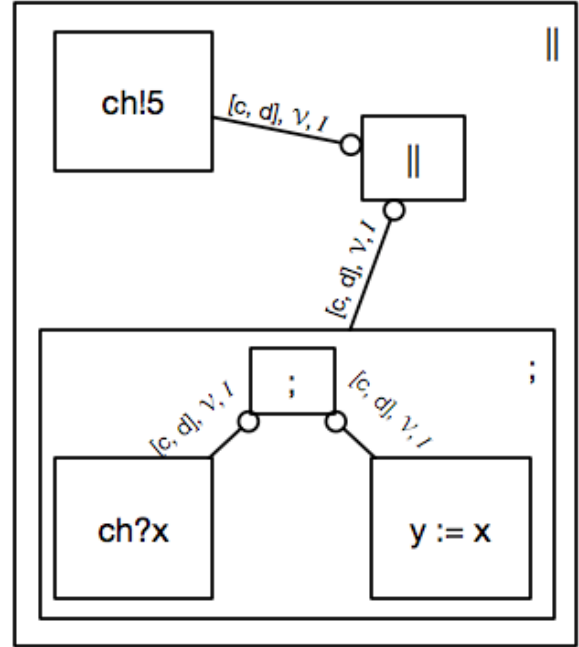 ||
ch!5
[c, d], 𝒱, I
||
[c, d], 𝒱, I
;
;
[c, d], 𝒱, I
[c, d], 𝒱, I
ch?x
y := x